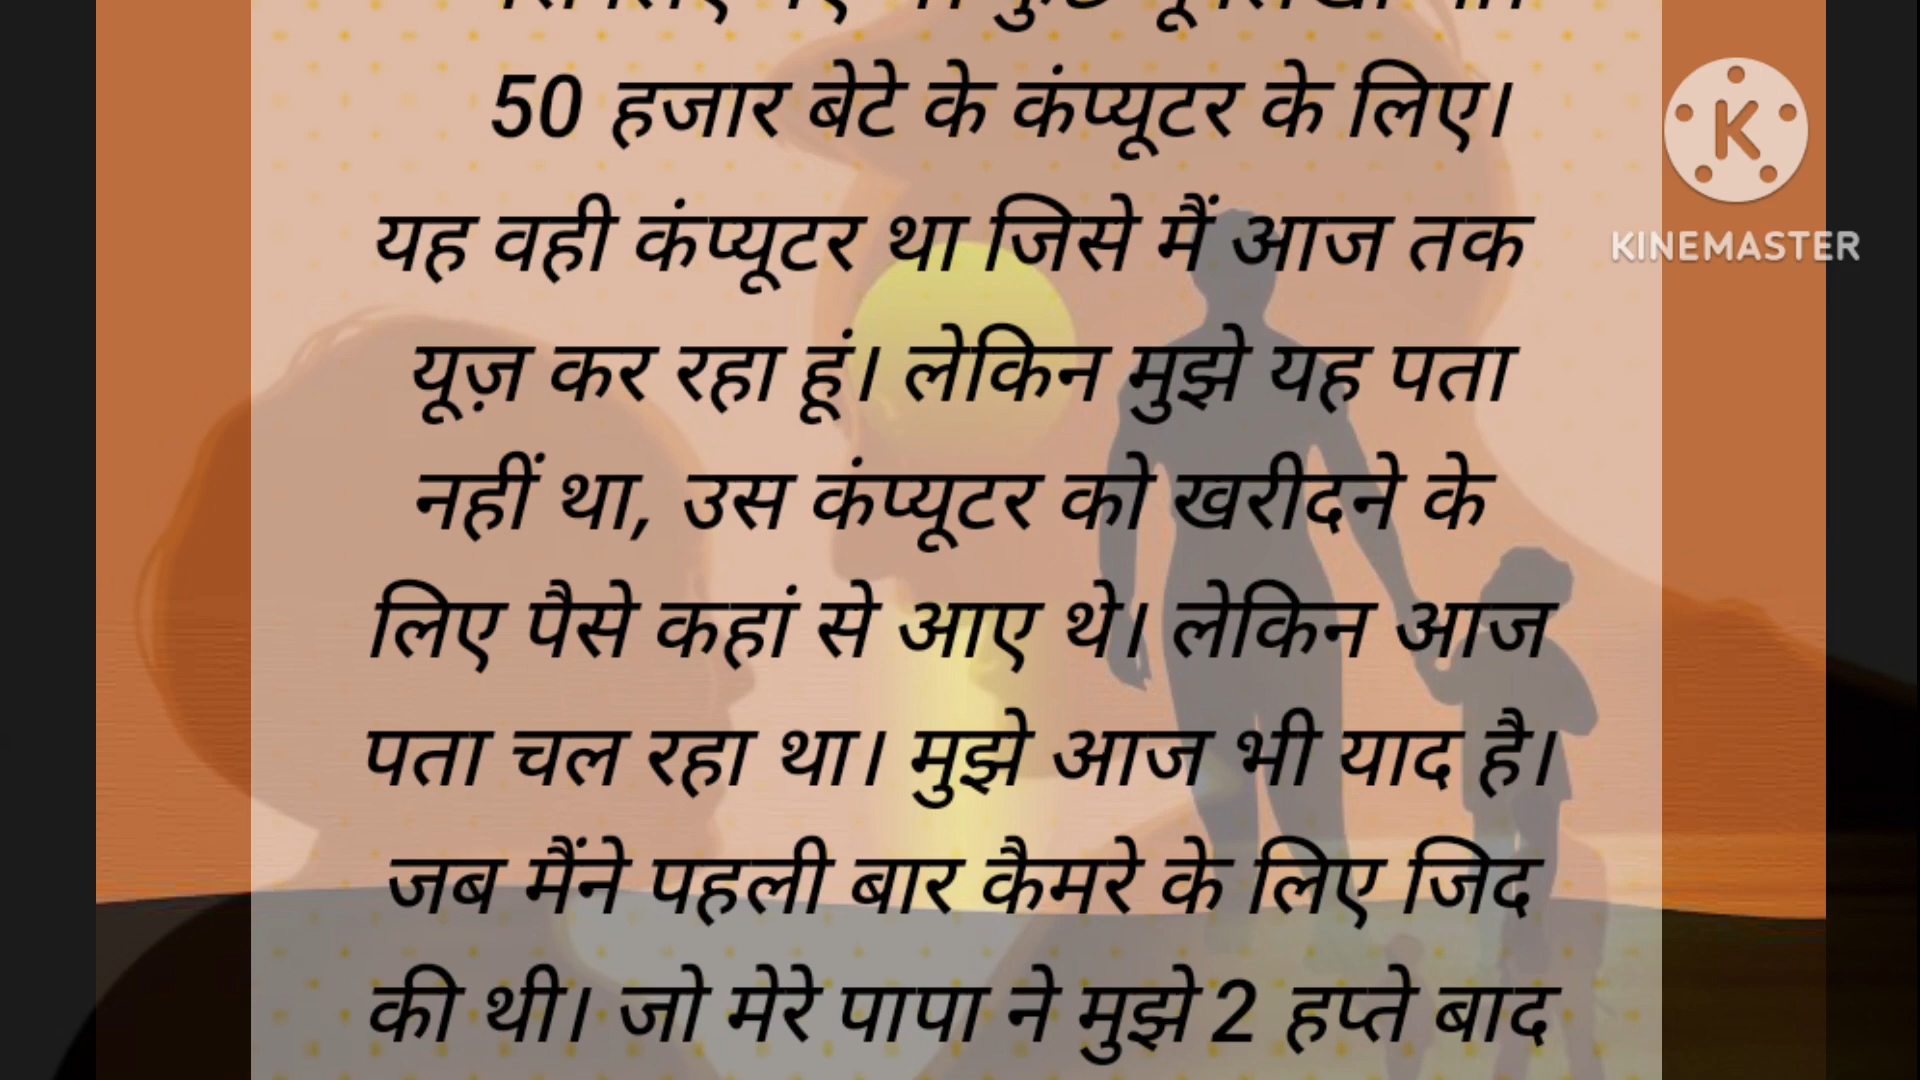 50 हजार बेटे के कंप्यूटर के लिए।
यह वही कंप्यूटर था जिसे मैं आज तक
यूज़ कर रहा हूं। लेकिन मुझे यह पता
नहीं था, उस कंप्यूटर को खरीदने के
लिए पैसे कहां से आए थे। लेकिन आज
पता चल रहा था। मुझे आज भी याद है।
जब मैंने पहली बार कैमरे के लिए जिद
की थी। जो मेरे पापा ने मुझे 2 हप्ते बाद
K
KINEMASTER